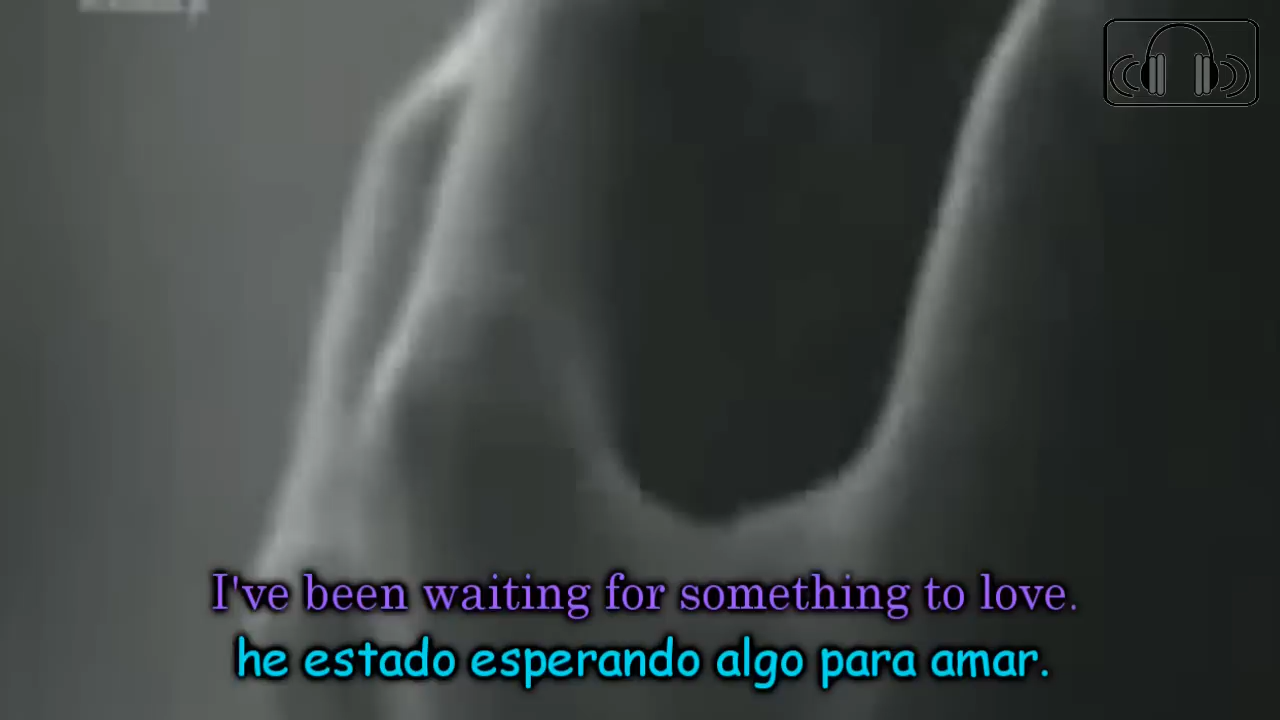 I've been waiting for something to love.
he estado esperando algo para amar.